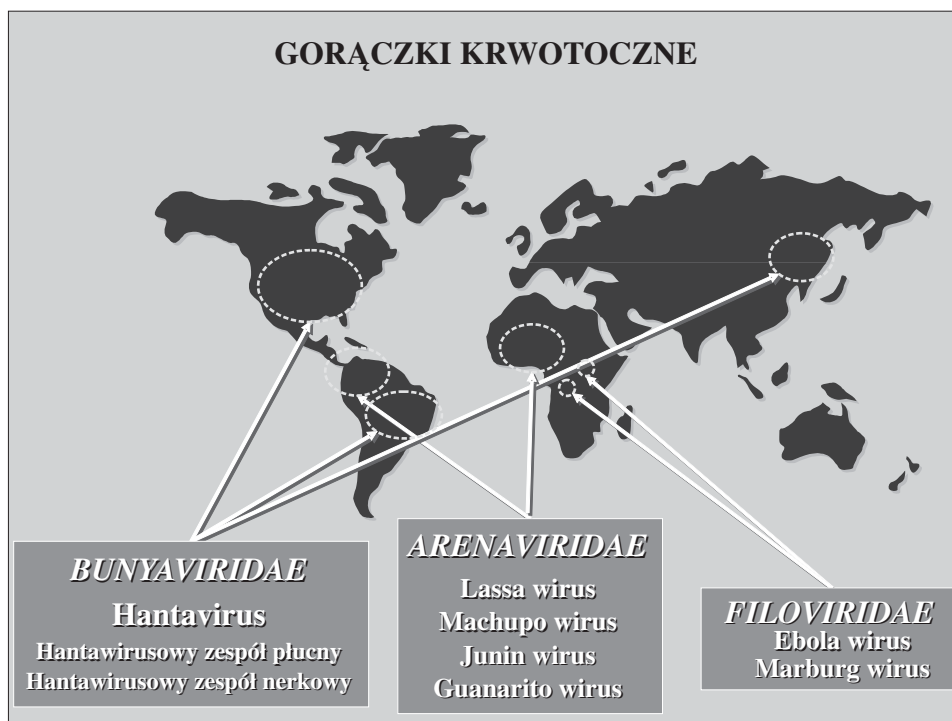 GORĄCZKI KRWOTOCZNE
BUNYAVIRIDAE
Hantavirus
Hantawirusowy zespół płucny
Hantawirusowy zespół nerkowy
ARENAVIRIDAE
Lassa wirus
Machupo wirus
Junin wirus
Guanarito wirus
FILOVIRIDAE
Ebola wirus
Marburg wirus